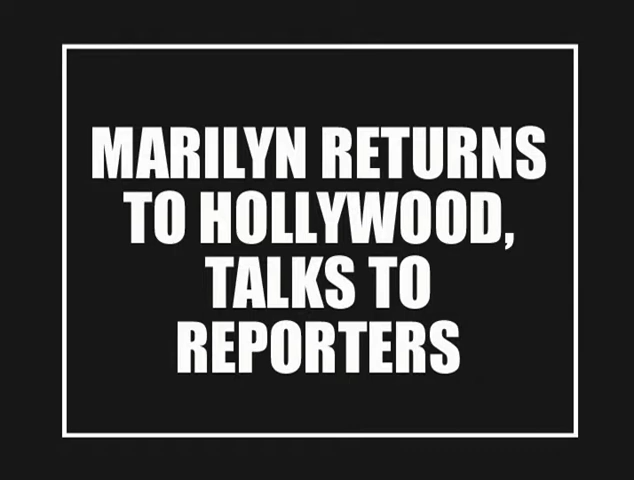 MARILYN RETURNS
TO HOLLYWOOD,
TALKS TO
REPORTERS